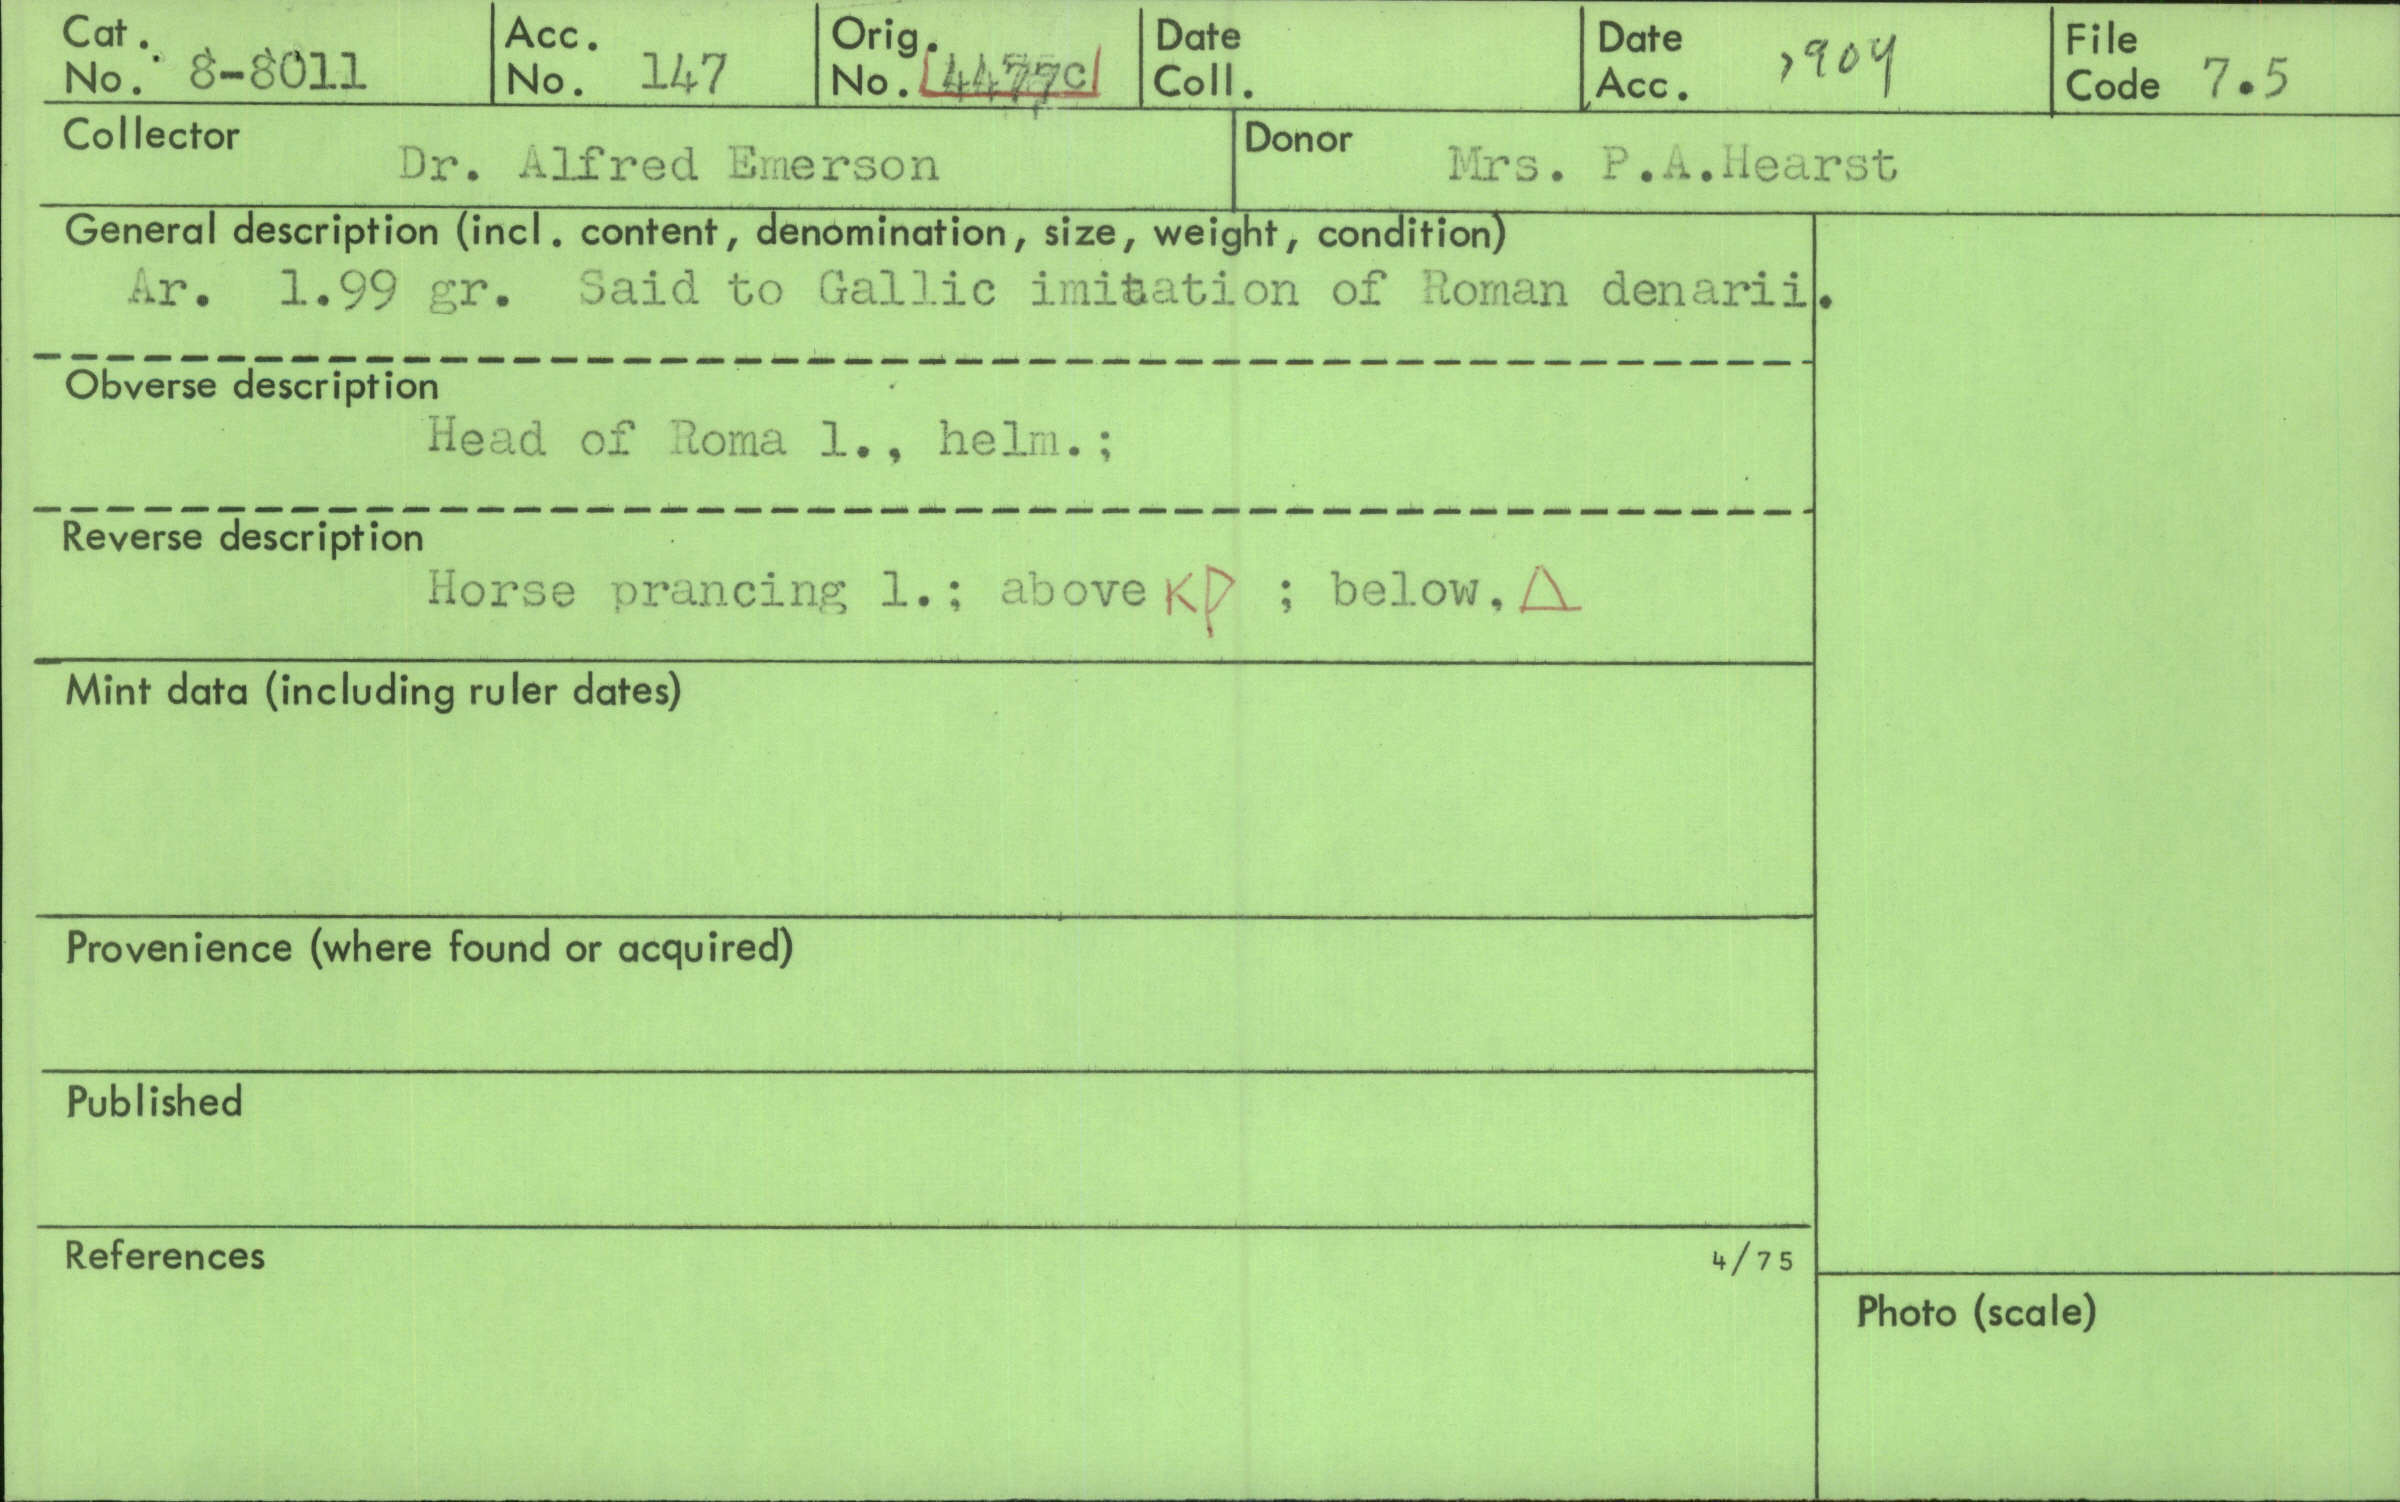 Cat. No. 8-8011
Acc. No. 147
Orig. No. 4477c
Date Coll.
Date Acc. 1904
File Code 7.5
Collector Dr. Alfred Emerson
Donor Mrs. P.A.Hearst
General description (incl. content, denomination, size, weight, condition)
Ar. 1.99 gr. Said to Gallic imitation of Roman denarii.
Obverse description
Head of Roma l., helm.;
Reverse description
Horse prancing l.; above KP ; below, Δ
Mint data (including ruler dates)
Provenience (where found or acquired)
Published
References
4/75
Photo (scale)